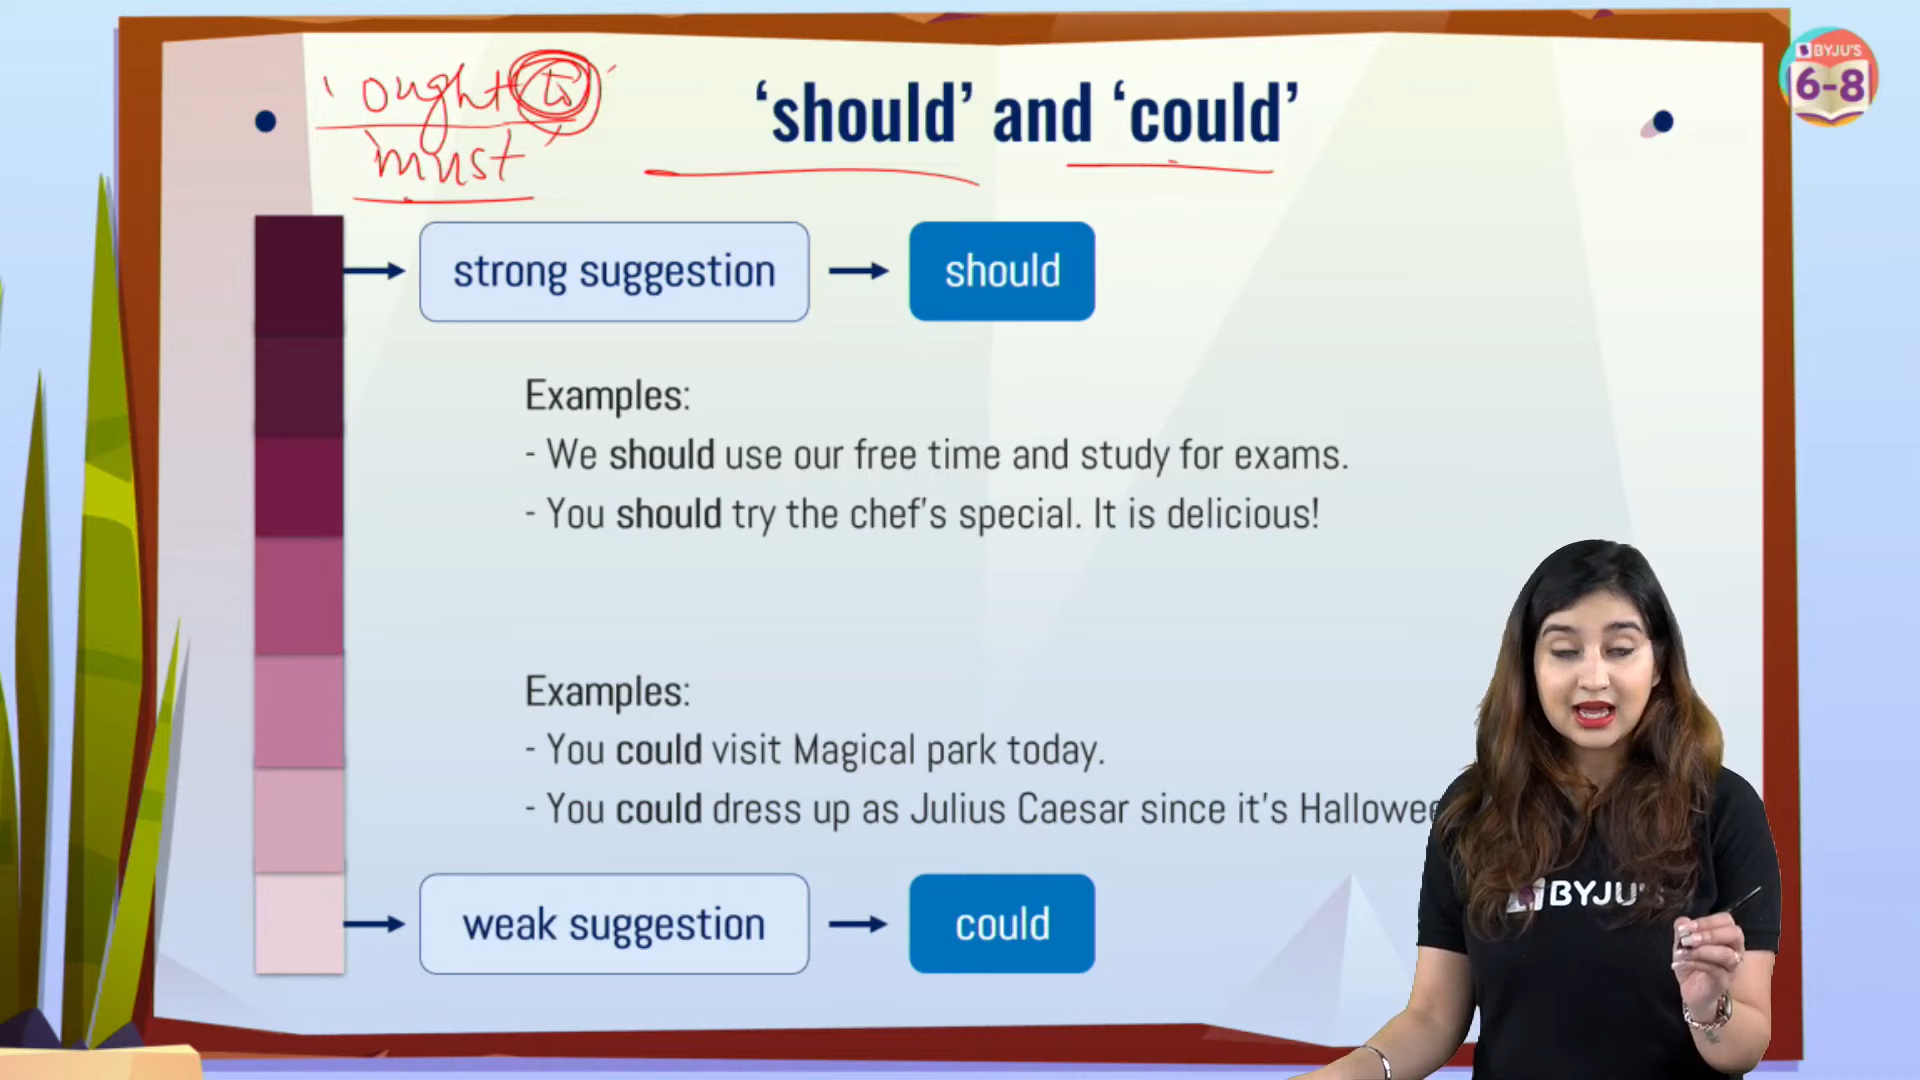 'ought to'
'must'
‘should’ and ‘could’
BYJU'S
6-8
strong suggestion
should
Examples:
- We should use our free time and study for exams.
- You should try the chef’s special. It is delicious!
Examples:
- You could visit Magical park today.
- You could dress up as Julius Caesar since it’s Hallowee
BYJU'S
weak suggestion
could